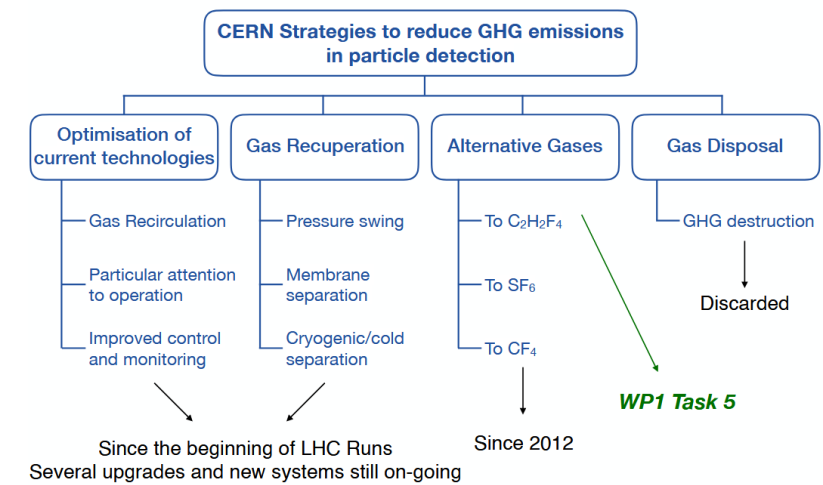 CERN Strategies to reduce GHG emissions
in particle detection
Optimisation of
current technologies
Gas Recirculation
Particular attention
to operation
Improved control
and monitoring
Gas Recuperation
Pressure swing
Membrane
separation
Cryogenic/cold
separation
Since the beginning of LHC Runs
Several upgrades and new systems still on-going
Alternative Gases
To C₂H₂F₄
To SF₆
To CF₄
Since 2012
WP1 Task 5
Gas Disposal
GHG destruction
Discarded